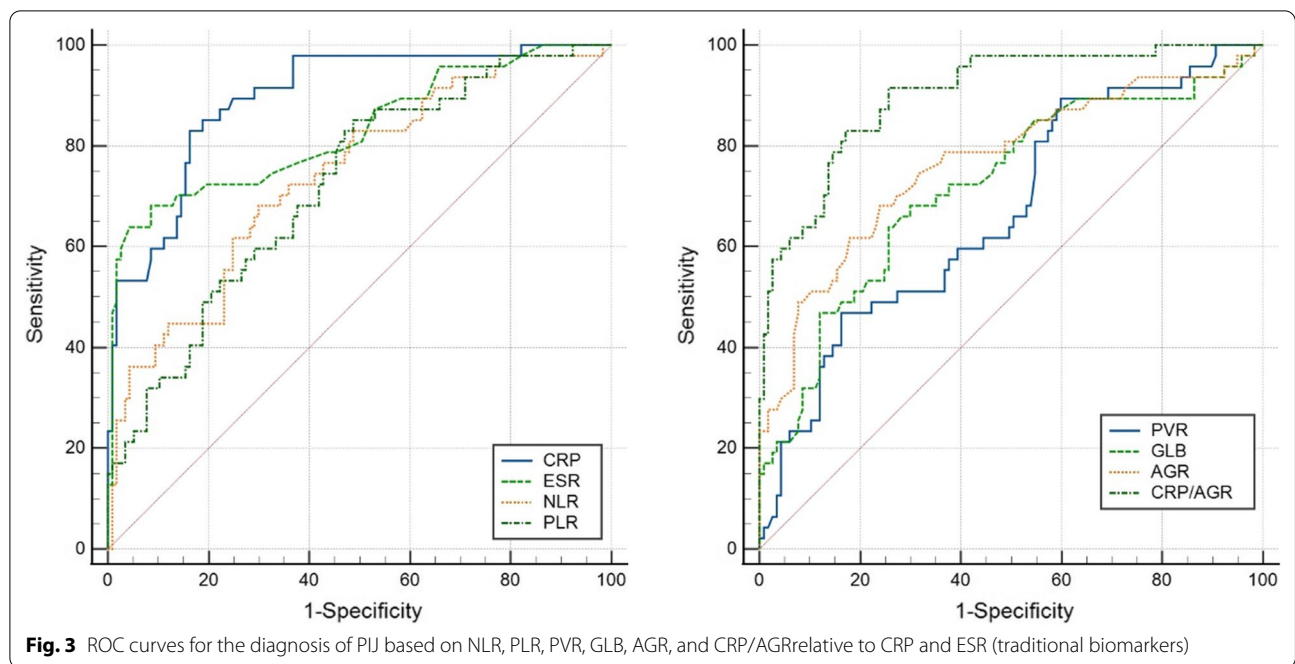 100
80
60
40
20
0
Sensitivity
0 20 40 60 80 100
1-Specificity
CRP
ESR
NLR
PLR
100
80
60
40
20
0
Sensitivity
0 20 40 60 80 100
1-Specificity
PVR
GLB
AGR
CRP/AGR
Fig. 3 ROC curves for the diagnosis of PIJ based on NLR, PLR, PVR, GLB, AGR, and CRP/AGRrelative to CRP and ESR (traditional biomarkers)